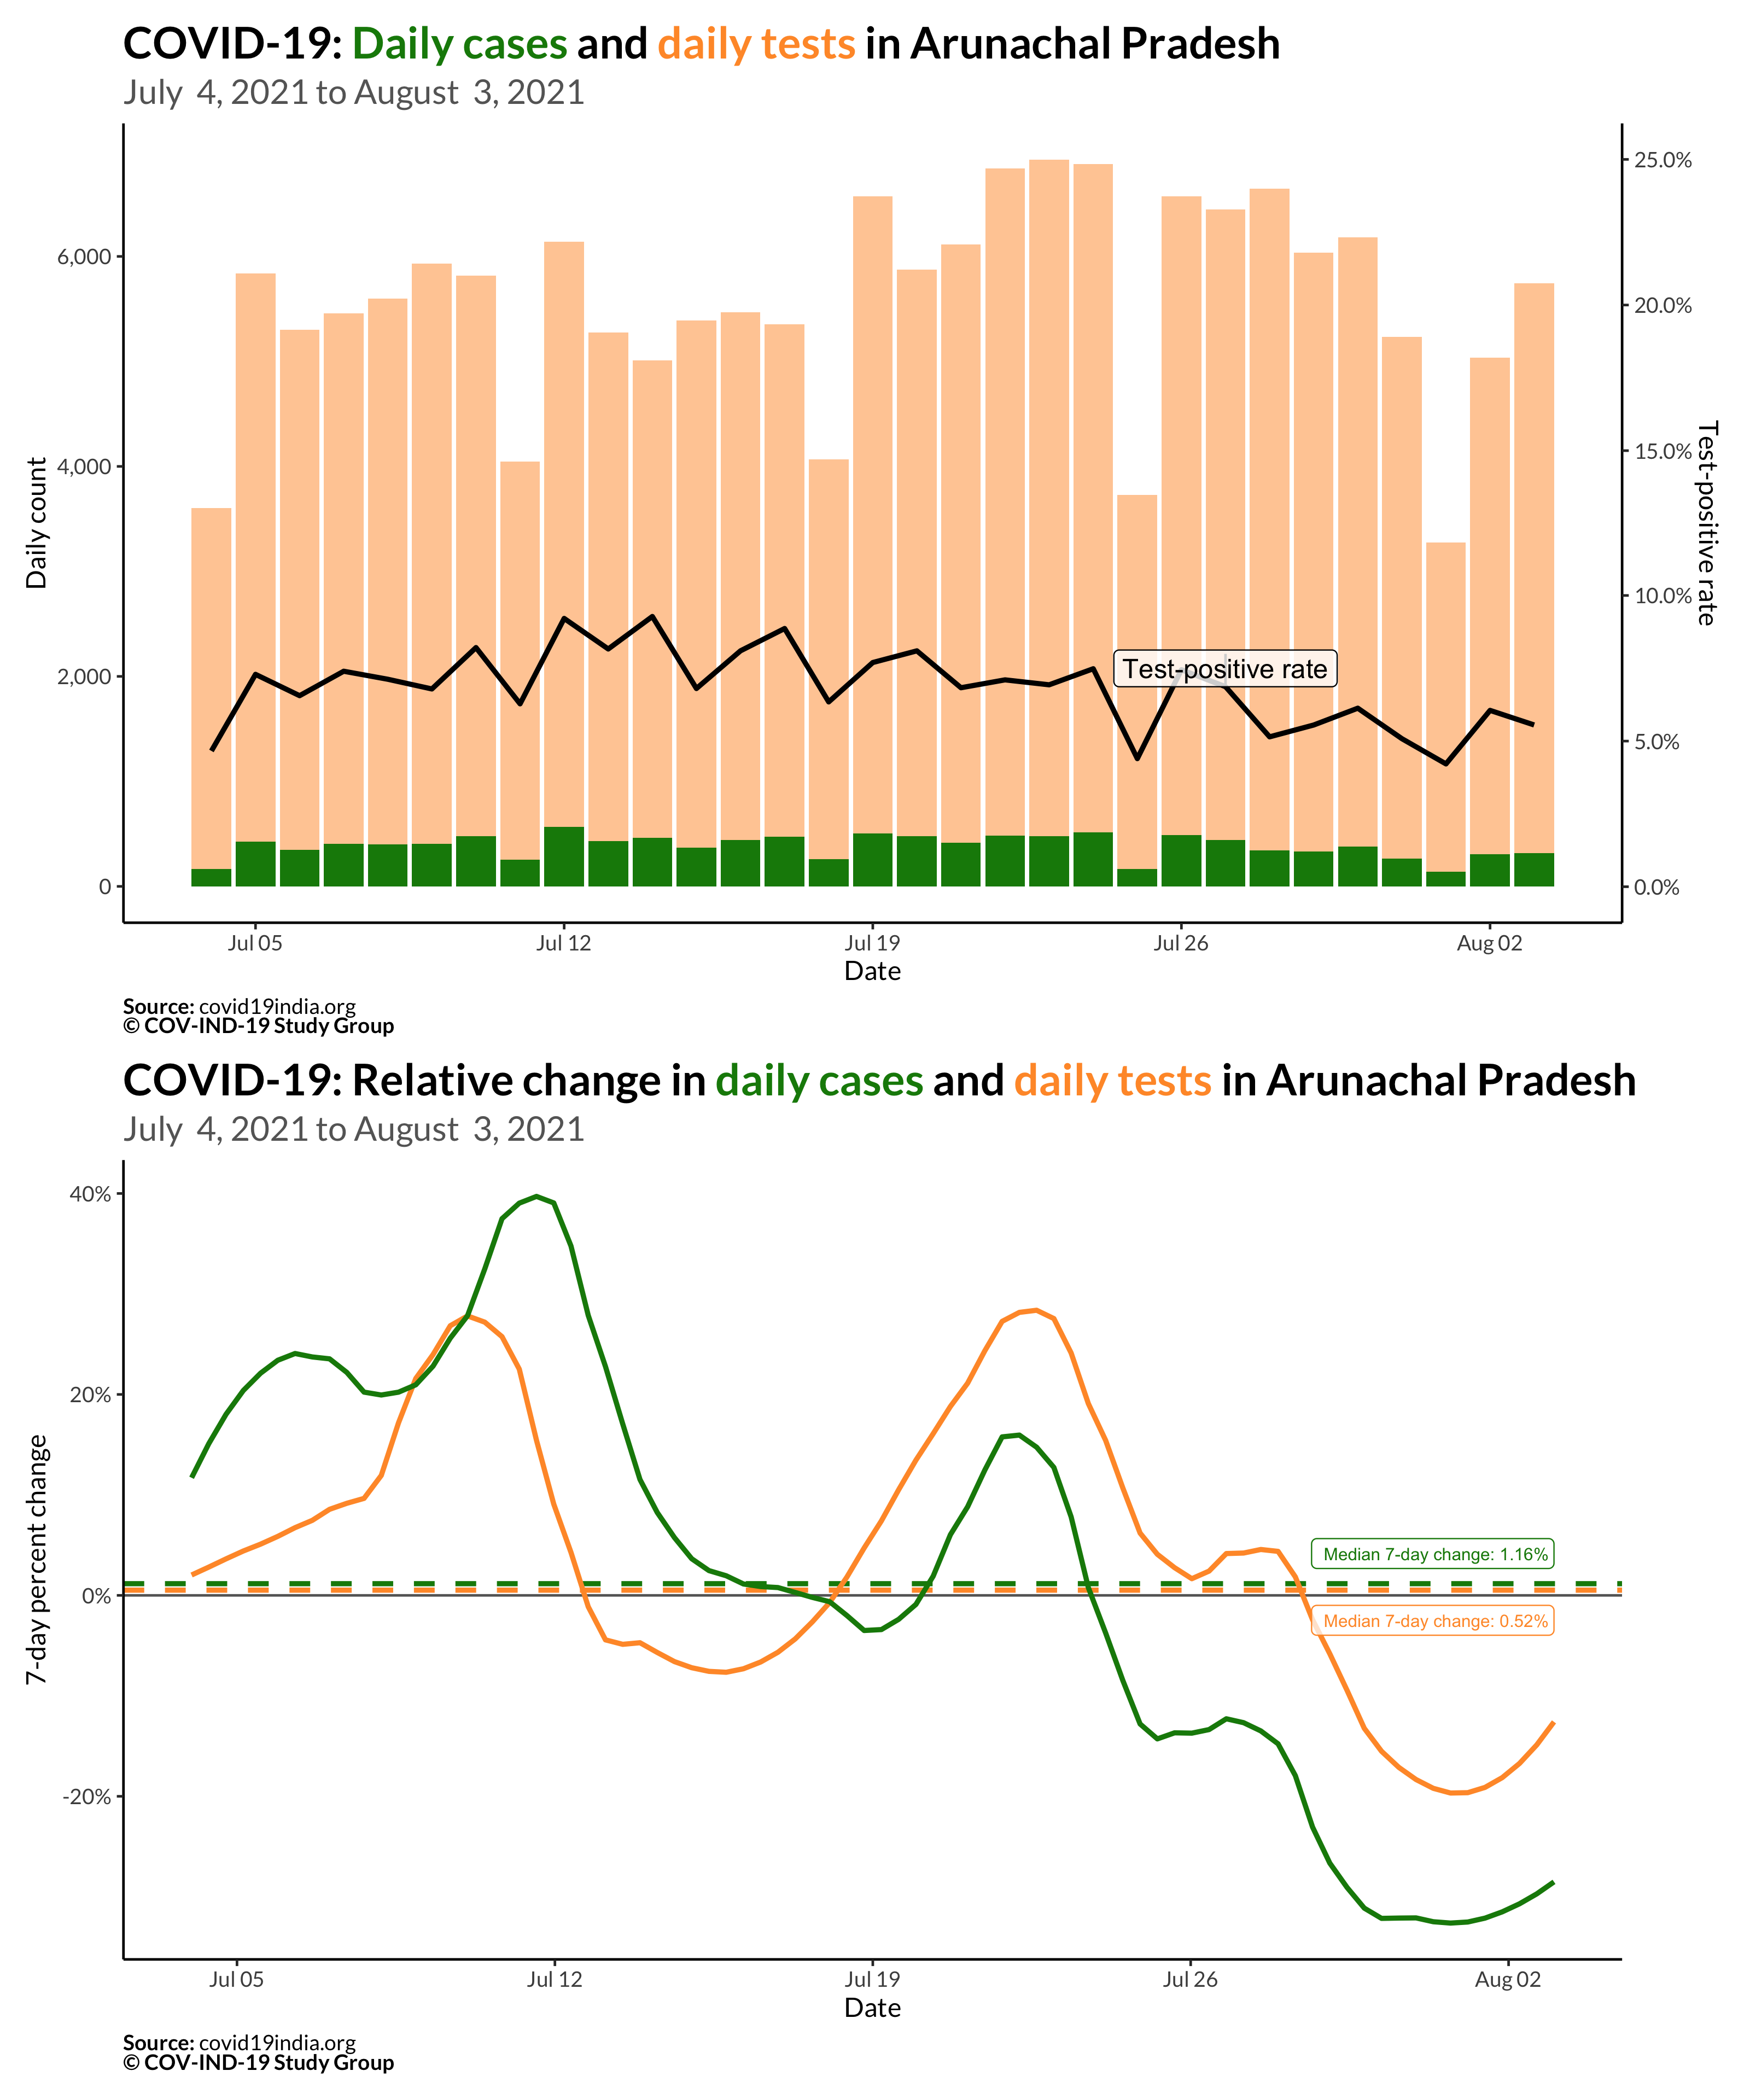 COVID-19: Daily cases and daily tests in Arunachal Pradesh
July 4, 2021 to August 3, 2021
Daily count
6,000
4,000
2,000
0
25.0%
20.0%
15.0%
10.0%
5.0%
0.0%
Test-positive rate
Test-positive rate
Jul 05
Jul 12
Jul 19
Jul 26
Aug 02
Date
Source: covid19india.org
© COV-IND-19 Study Group
COVID-19: Relative change in daily cases and daily tests in Arunachal Pradesh
July 4, 2021 to August 3, 2021
7-day percent change
40%
20%
0%
-20%
Median 7-day change: 1.16%
Median 7-day change: 0.52%
Jul 05
Jul 12
Jul 19
Jul 26
Aug 02
Date
Source: covid19india.org
© COV-IND-19 Study Group